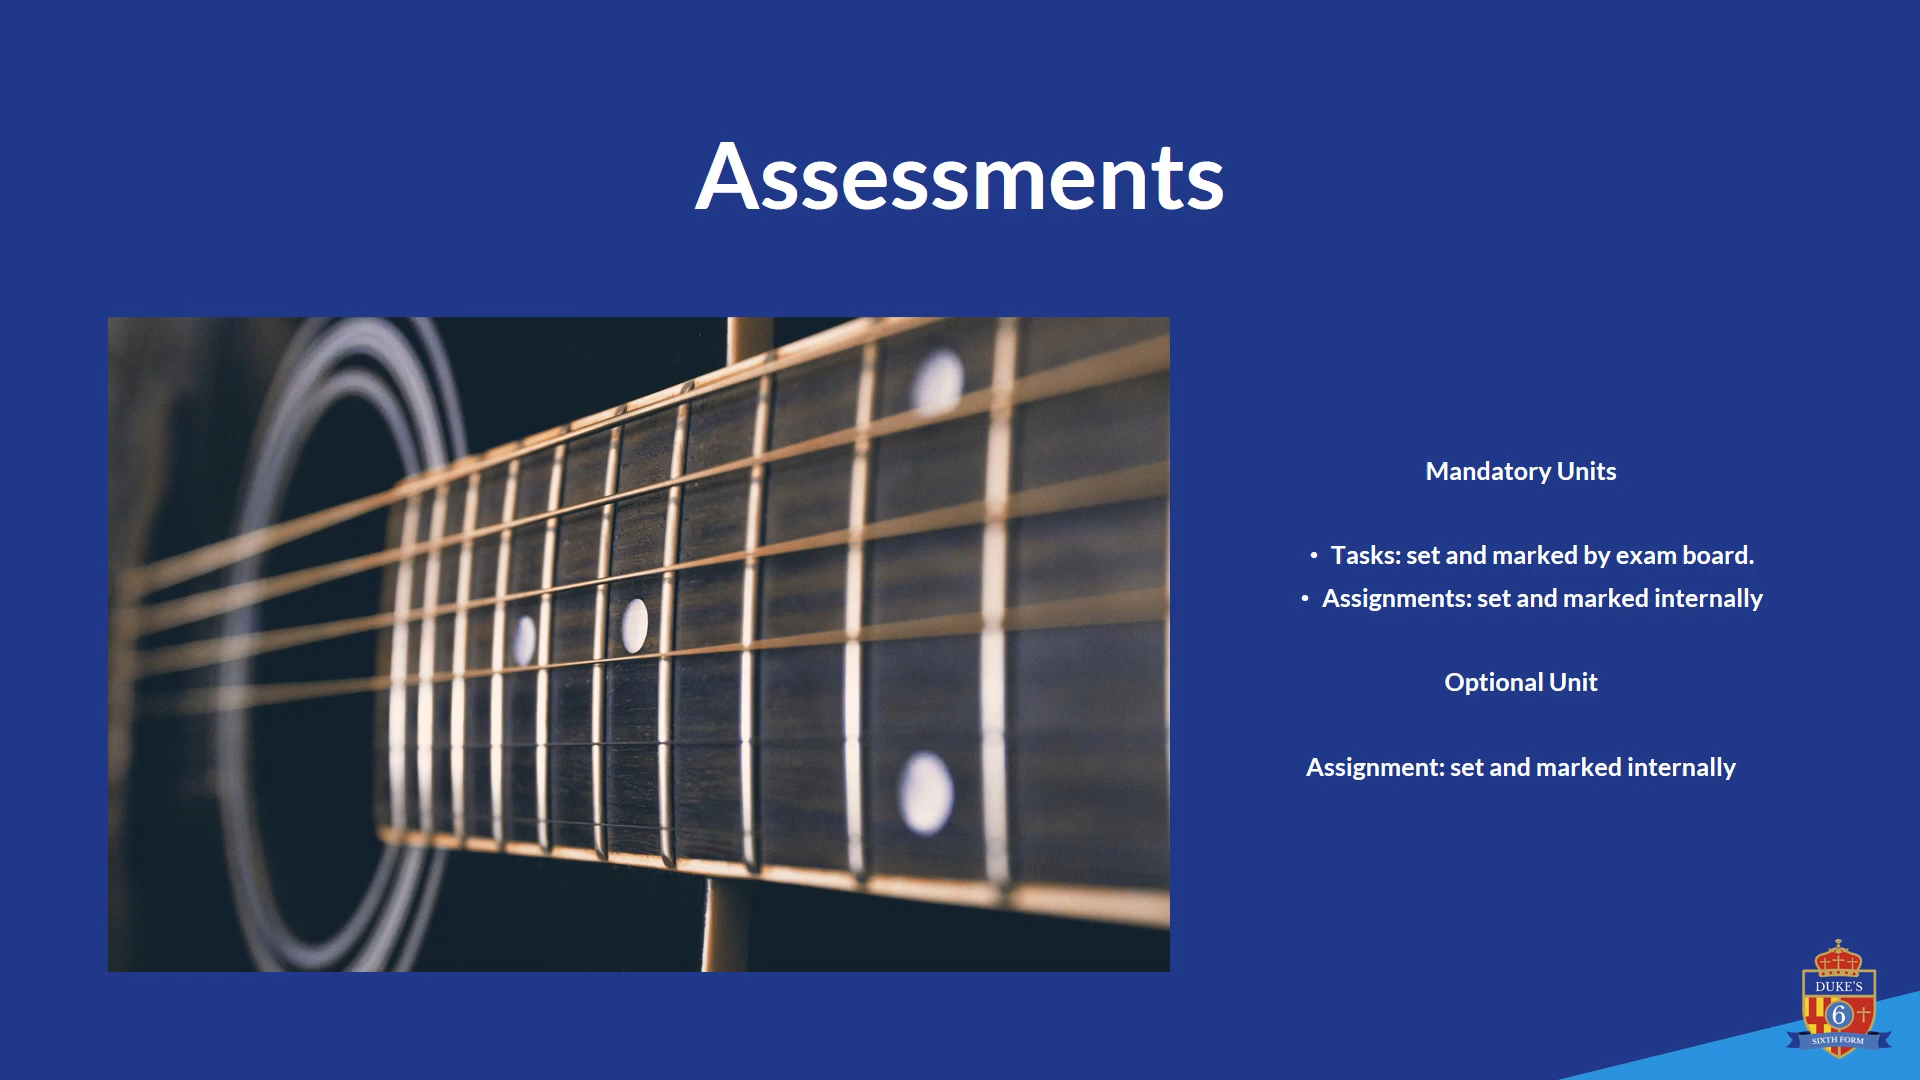 Assessments
Mandatory Units
• Tasks: set and marked by exam board.
• Assignments: set and marked internally
Optional Unit
Assignment: set and marked internally
DUKE'S
6
SIXTH FORM